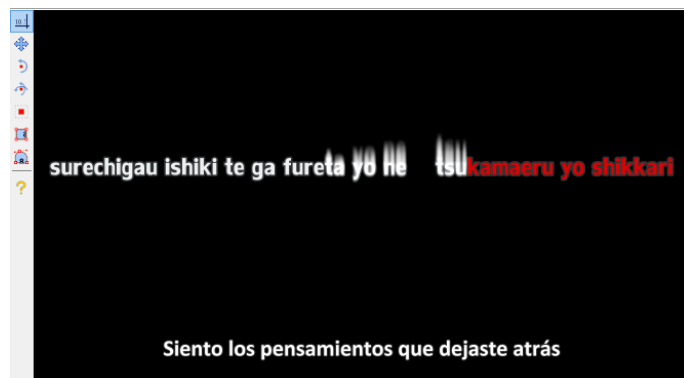 surechigau ishiki te ga fureta yo ne tsukamaeru yo shikkari
Siento los pensamientos que dejaste atrás